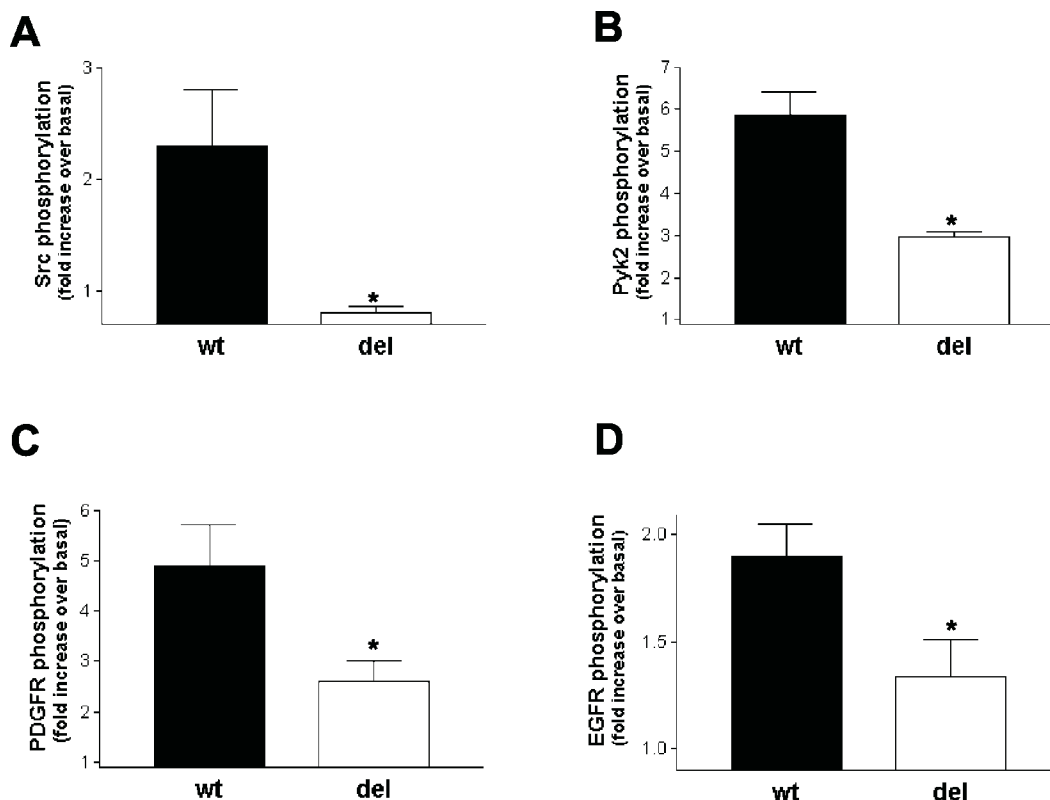 A
Src phosphorylation
(fold increase over basal)
3
2
1
*
wt
del
B
Pyk2 phosphorylation
(fold increase over basal)
7
6
5
4
3
2
1
*
wt
del
C
PDGFR phosphorylation
(fold increase over basal)
6
5
4
3
2
1
*
wt
del
D
EGFR phosphorylation
(fold increase over basal)
2.0
1.5
1.0
*
wt
del